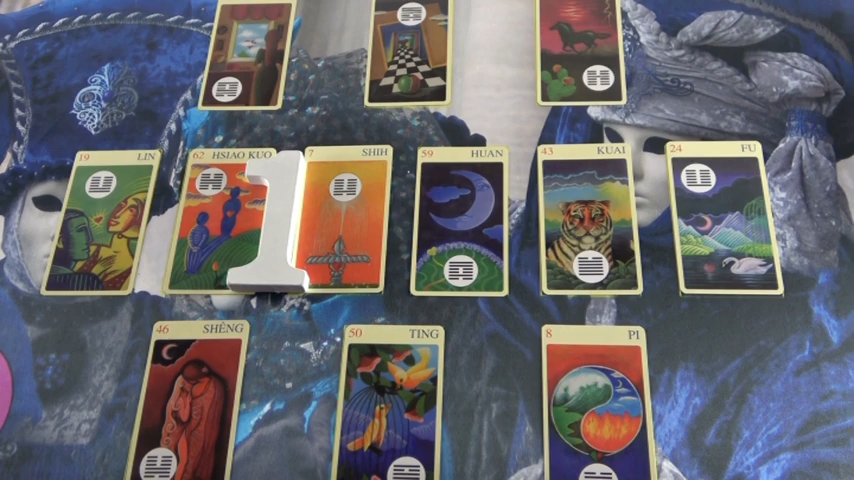 19 LIN
62 HSIAO KUO
7 SHIH
59 HUAN
43 KUAI
24 FU
1
46 SHÊNG
50 TING
8 PI